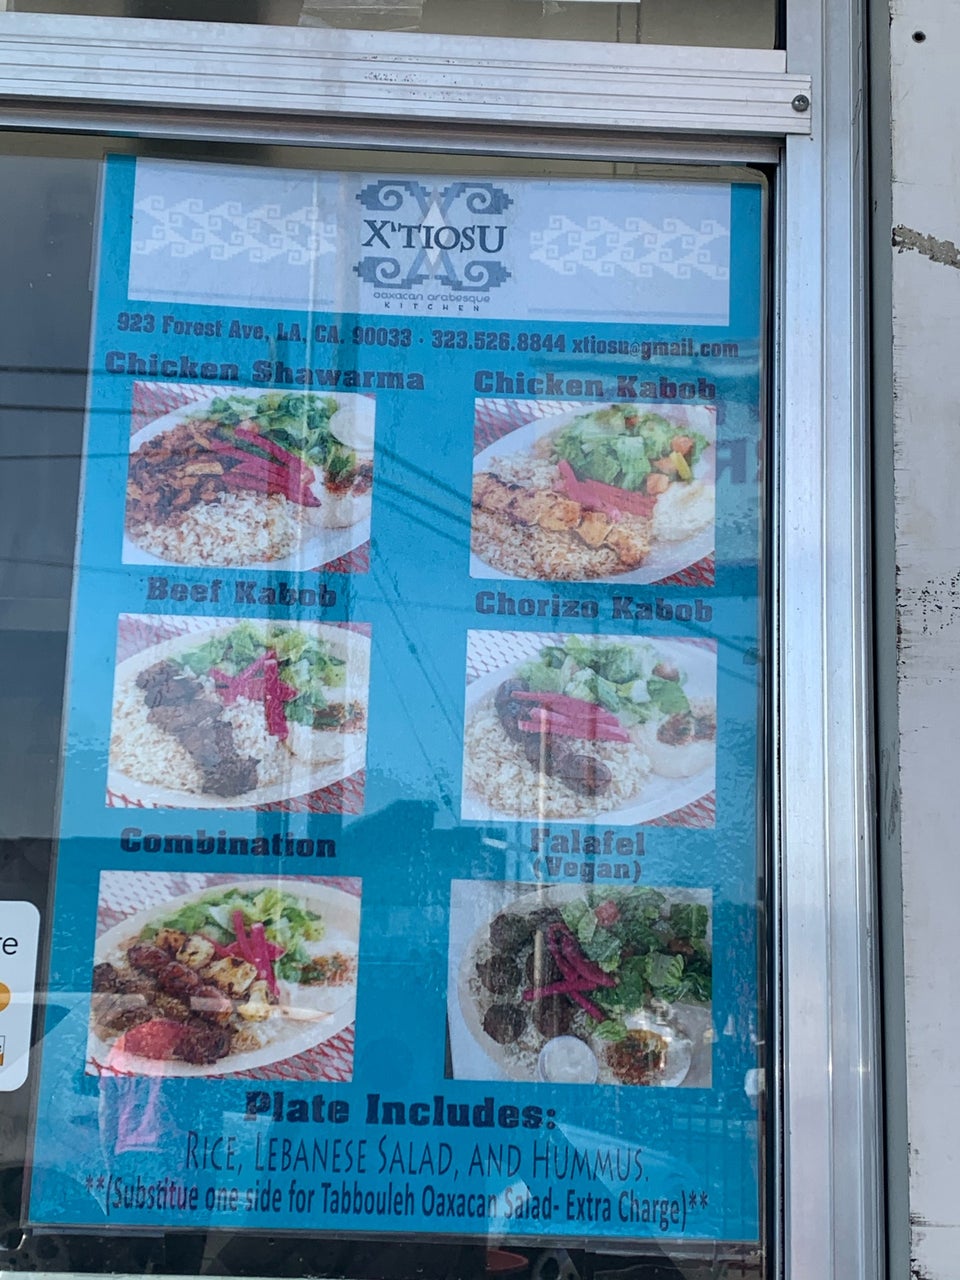 X'TIOSU
oaxacan arabesque
KITCHEN
923 Forest Ave, LA, CA. 90033 · 323.526.8844 xtiosu@gmail.com
Chicken Shawarma
Chicken Kabob
Beef Kabob
Chorizo Kabob
Combination
Falafel
(Vegan)
Plate Includes:
RICE, LEBANESE SALAD, AND HUMMUS.
**(Substitue one side for Tabbouleh Oaxacan Salad- Extra Charge)**
re